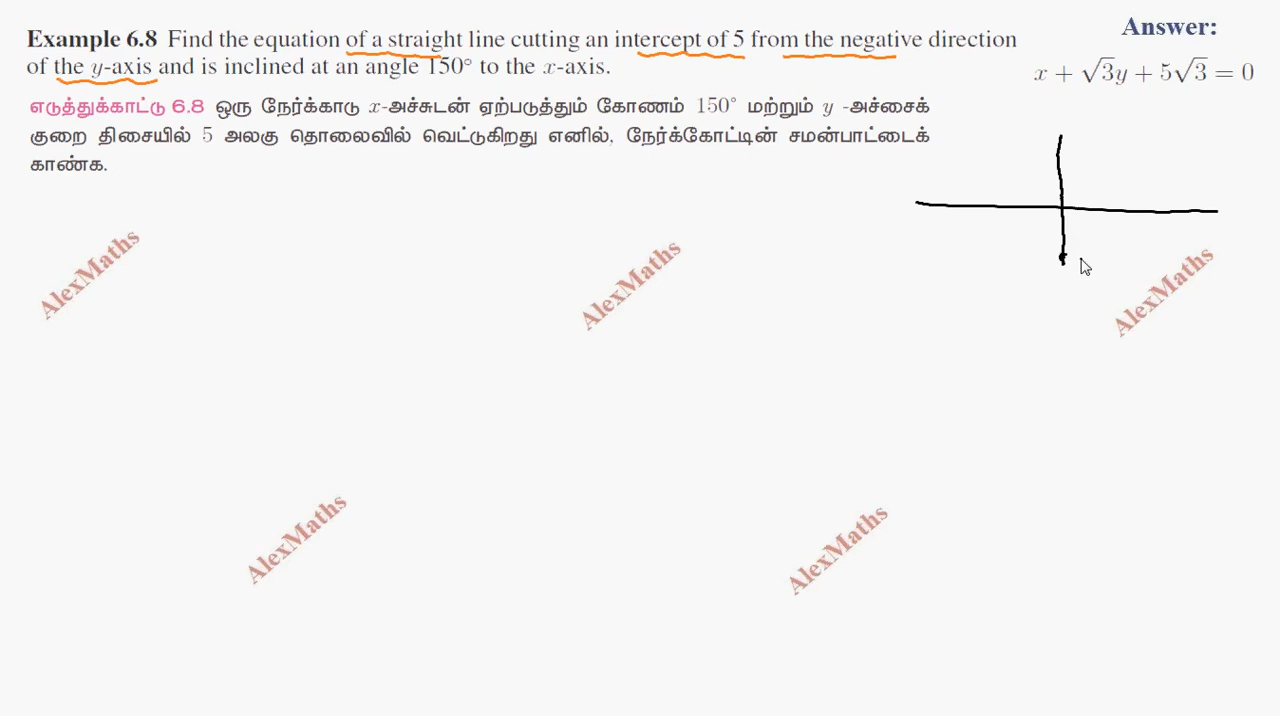 Example 6.8 Find the equation of a straight line cutting an intercept of 5 from the negative direction
of the y-axis and is inclined at an angle 150° to the x-axis.
Answer:
x + √3y + 5√3 = 0
எடுத்துக்காட்டு 6.8 ஒரு நேர்க்காடு x-அச்சுடன் ஏற்படுத்தும் கோணம் 150° மற்றும் y -அச்சைக்
குறை திசையில் 5 அலகு தொலைவில் வெட்டுகிறது எனில், நேர்க்கோட்டின் சமன்பாட்டைக்
காண்க.
AlexMaths
AlexMaths
AlexMaths
AlexMaths
AlexMaths